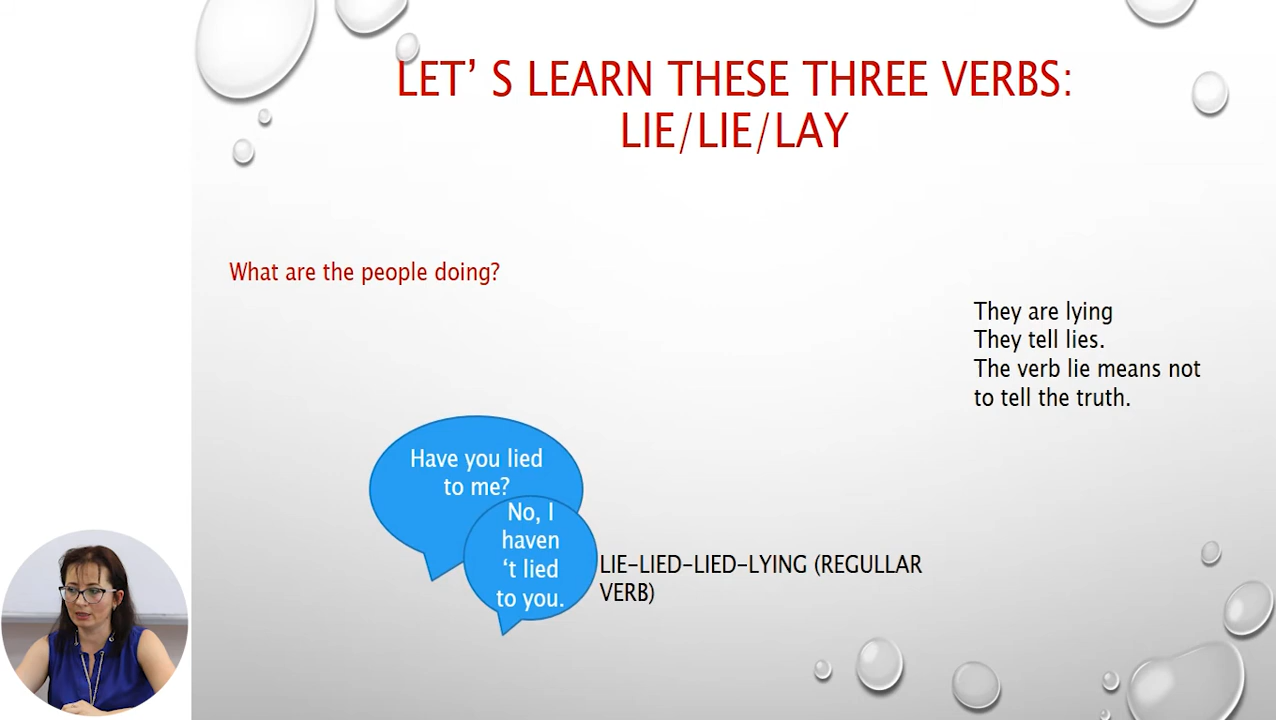 LET’ S LEARN THESE THREE VERBS:
LIE/LIE/LAY
What are the people doing?
They are lying
They tell lies.
The verb lie means not
to tell the truth.
Have you lied
to me?
No, I
haven
‘t lied
to you.
LIE-LIED-LIED-LYING (REGULLAR
VERB)